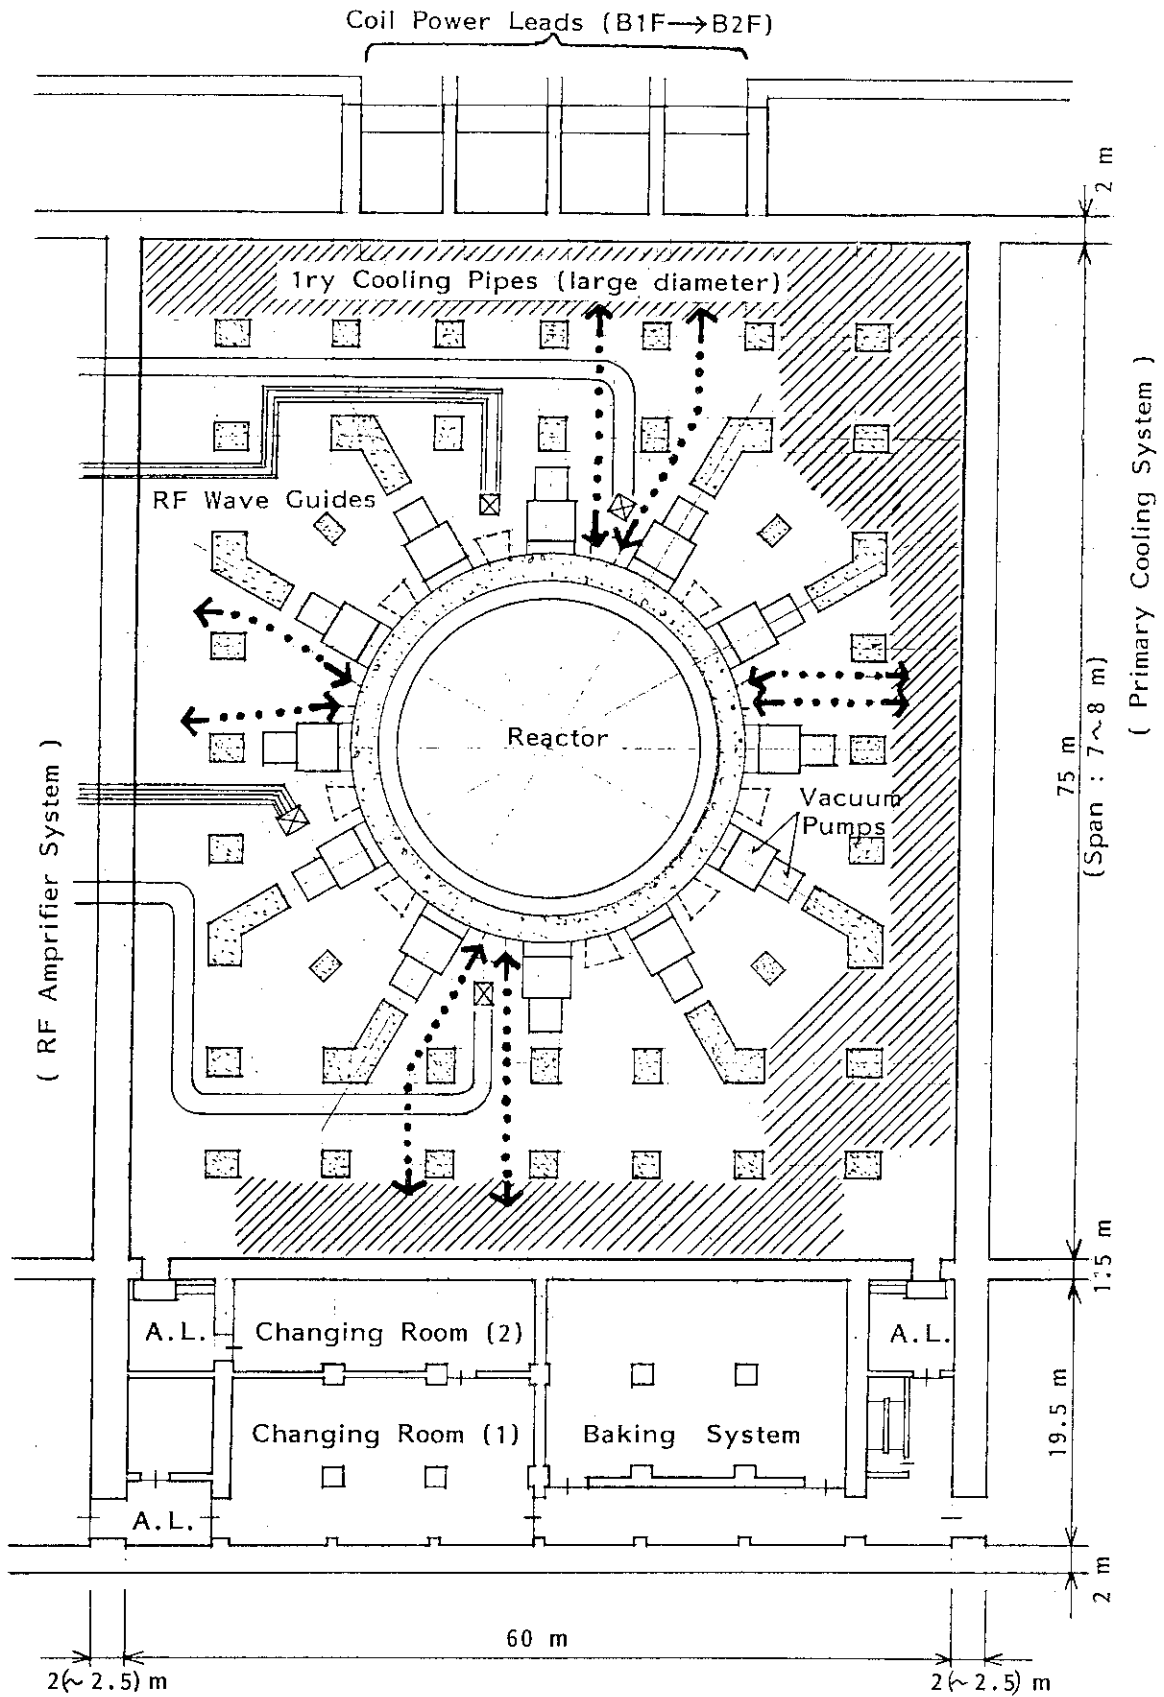 Coil Power Leads (B1F→B2F)
2 m
1ry Cooling Pipes (large diameter)
RF Wave Guides
( Primary Cooling System )
Reactor
75 m
(Span : 7~8 m)
( RF Amprifier System )
Vacuum
Pumps
1.5 m
A.L.
Changing Room (2)
A.L.
Changing Room (1)
Baking System
19.5 m
A.L.
2 m
60 m
2(~2.5) m
2(~2.5) m